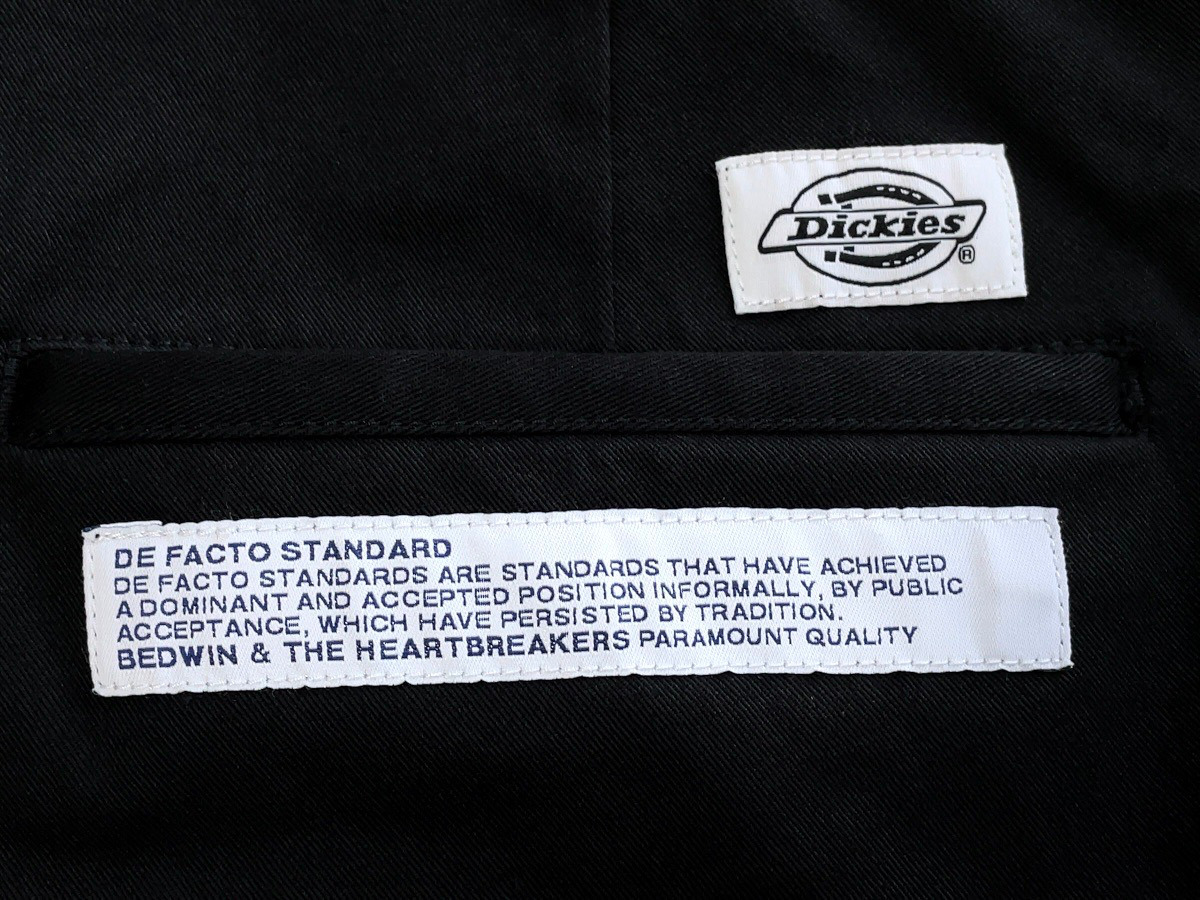 Dickies
®
DE FACTO STANDARD
DE FACTO STANDARDS ARE STANDARDS THAT HAVE ACHIEVED
A DOMINANT AND ACCEPTED POSITION INFORMALLY, BY PUBLIC
ACCEPTANCE, WHICH HAVE PERSISTED BY TRADITION.
BEDWIN & THE HEARTBREAKERS PARAMOUNT QUALITY